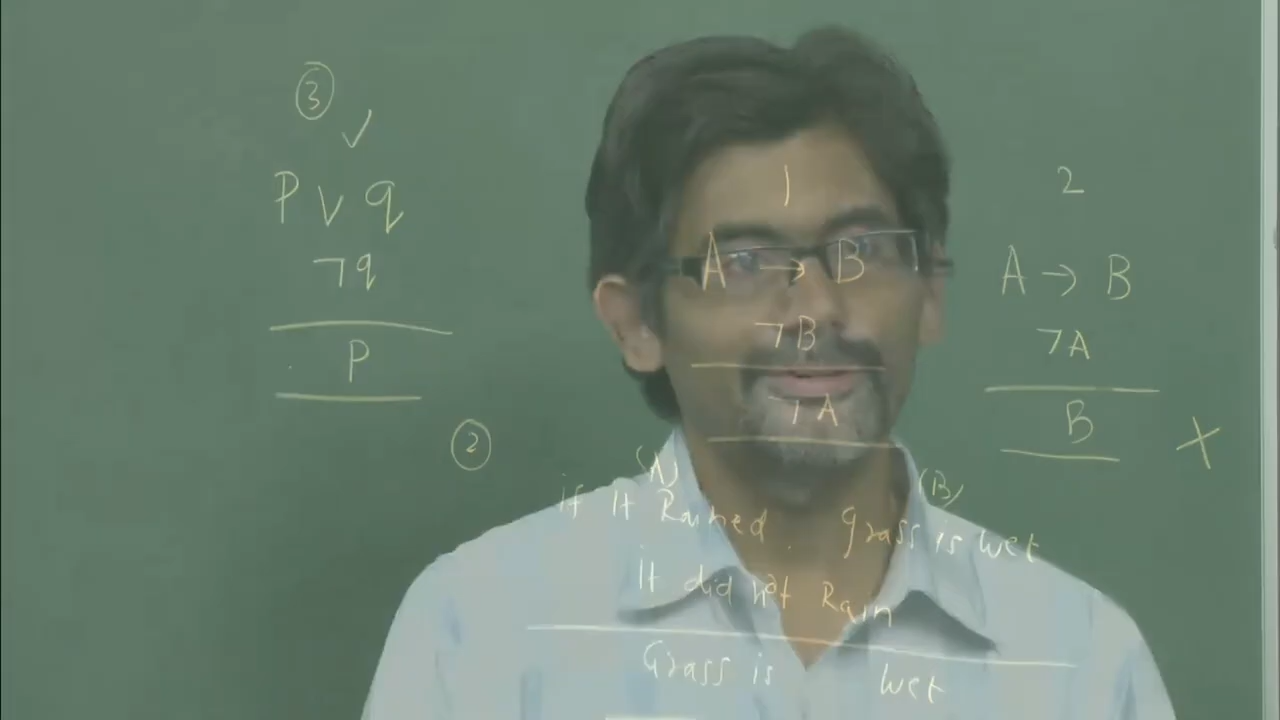 ③
✓
P ∨ q
¬q
P
1
A → B
¬B
¬A
2
A → B
¬A
B
X
②
(A) (B)
if It Rained. Grass is wet
It did not Rain
Grass is wet